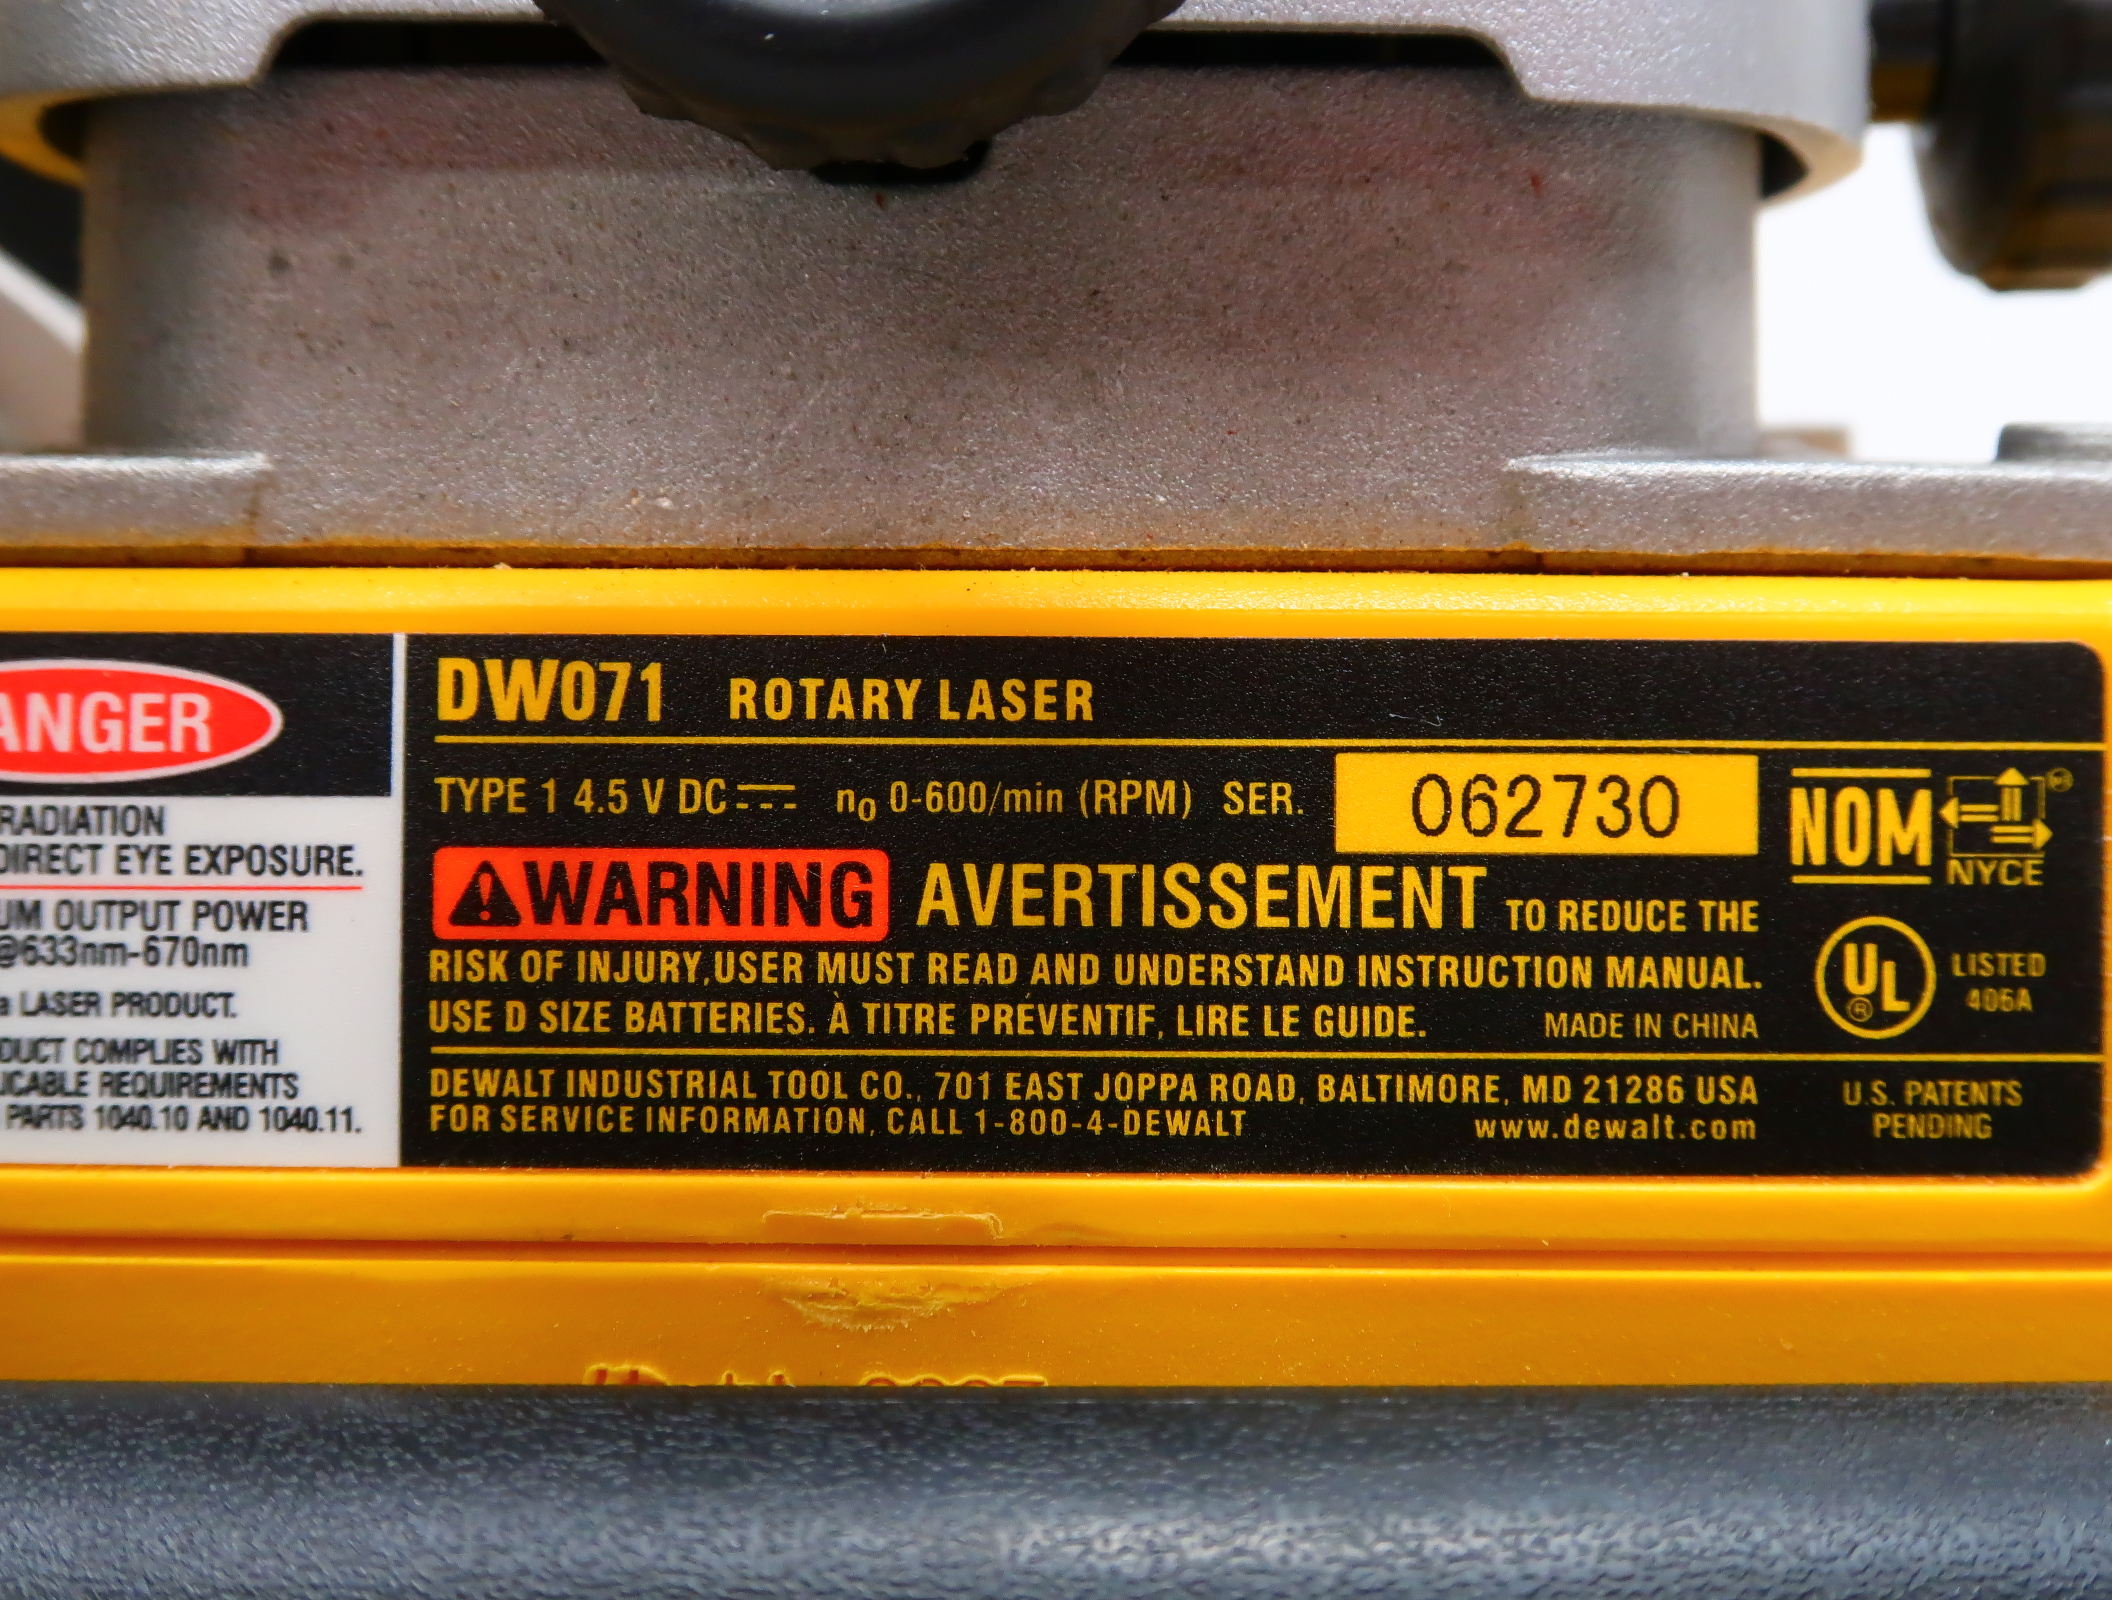 DANGER
RADIATION
DIRECT EYE EXPOSURE.
OUTPUT POWER
@633nm-670nm
LASER PRODUCT.
COMPLIES WITH
REQUIREMENTS
PARTS 1040.10 AND 1040.11.
DW071 ROTARY LASER
TYPE 1 4.5 V DC n₀ 0-600/min (RPM) SER. 062730
WARNING AVERTISSEMENT TO REDUCE THE
RISK OF INJURY,USER MUST READ AND UNDERSTAND INSTRUCTION MANUAL.
USE D SIZE BATTERIES. À TITRE PRÉVENTIF, LIRE LE GUIDE. MADE IN CHINA
DEWALT INDUSTRIAL TOOL CO., 701 EAST JOPPA ROAD, BALTIMORE, MD 21286 USA
FOR SERVICE INFORMATION, CALL 1-800-4-DEWALT www.dewalt.com
NOM NYCE
UL® LISTED
406A
U.S. PATENTS
PENDING